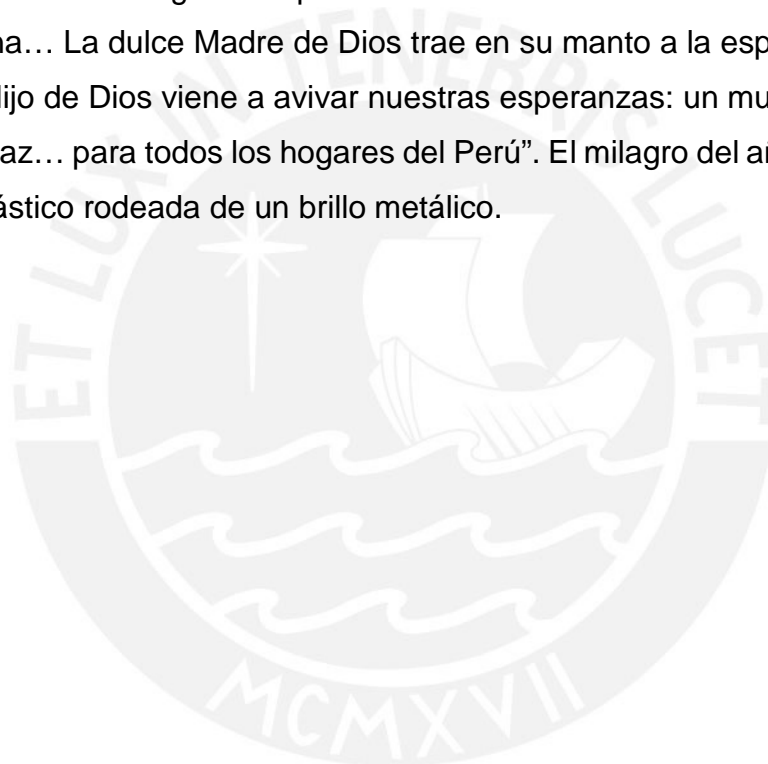 na… La dulce Madre de Dios trae en su manto a la esp
ijo de Dios viene a avivar nuestras esperanzas: un mu
az… para todos los hogares del Perú”. El milagro del añ
ástico rodeada de un brillo metálico.
ET LUX IN TENEBRIS LUCET
MCMXVII